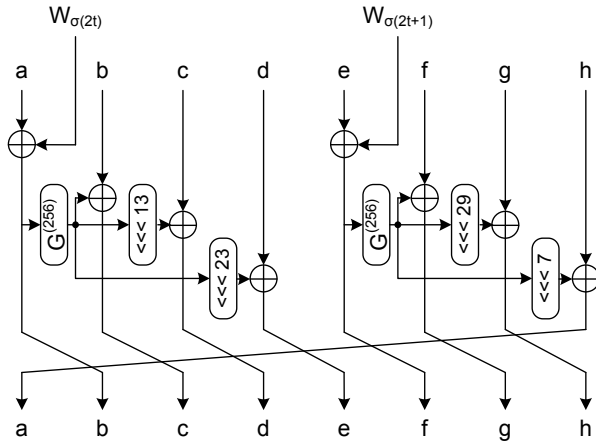 W_σ(2t) W_σ(2t+1)
a b c d e f g h
G^(256) <<< 13 <<< 23 G^(256) <<< 29 <<< 7
a b c d e f g h